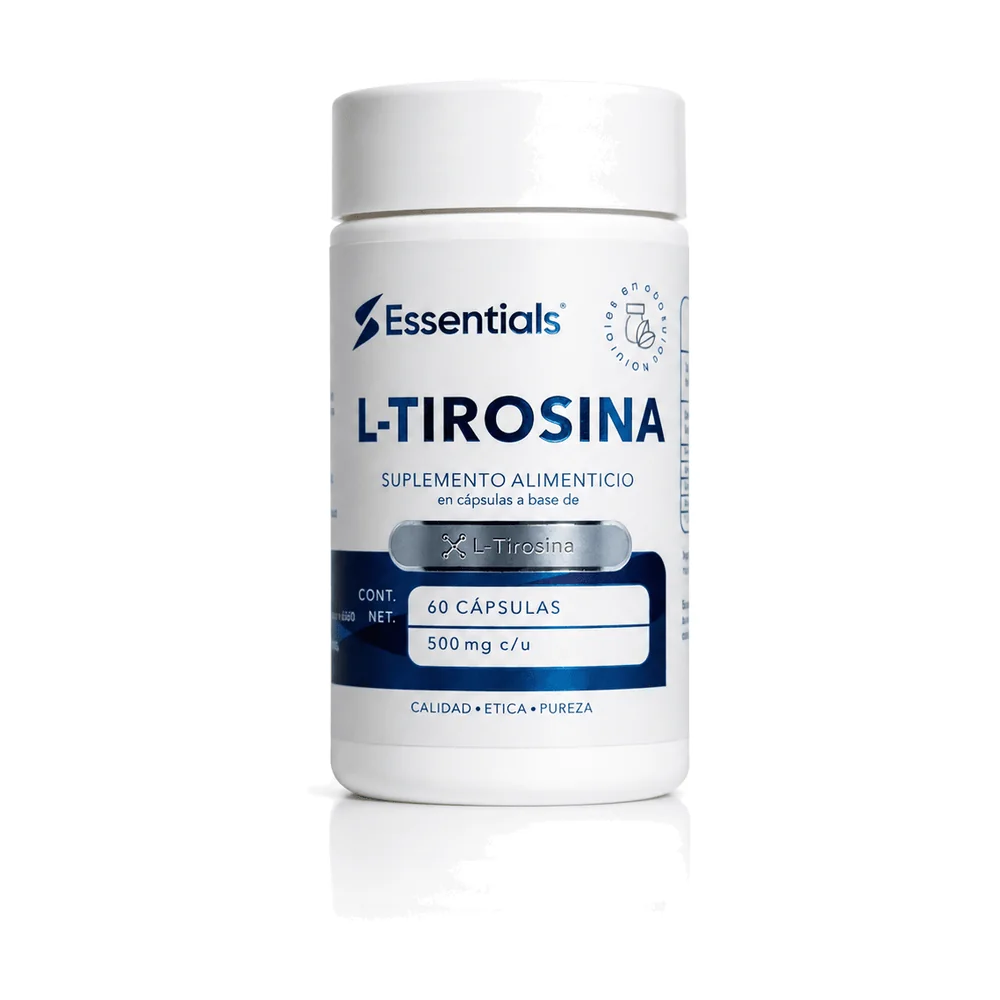 Essentials®
L-TIROSINA
SUPLEMENTO ALIMENTICIO
en cápsulas a base de
L-Tirosina
CONT.
NET.
60 CÁPSULAS
500 mg c/u
CALIDAD • ETICA • PUREZA